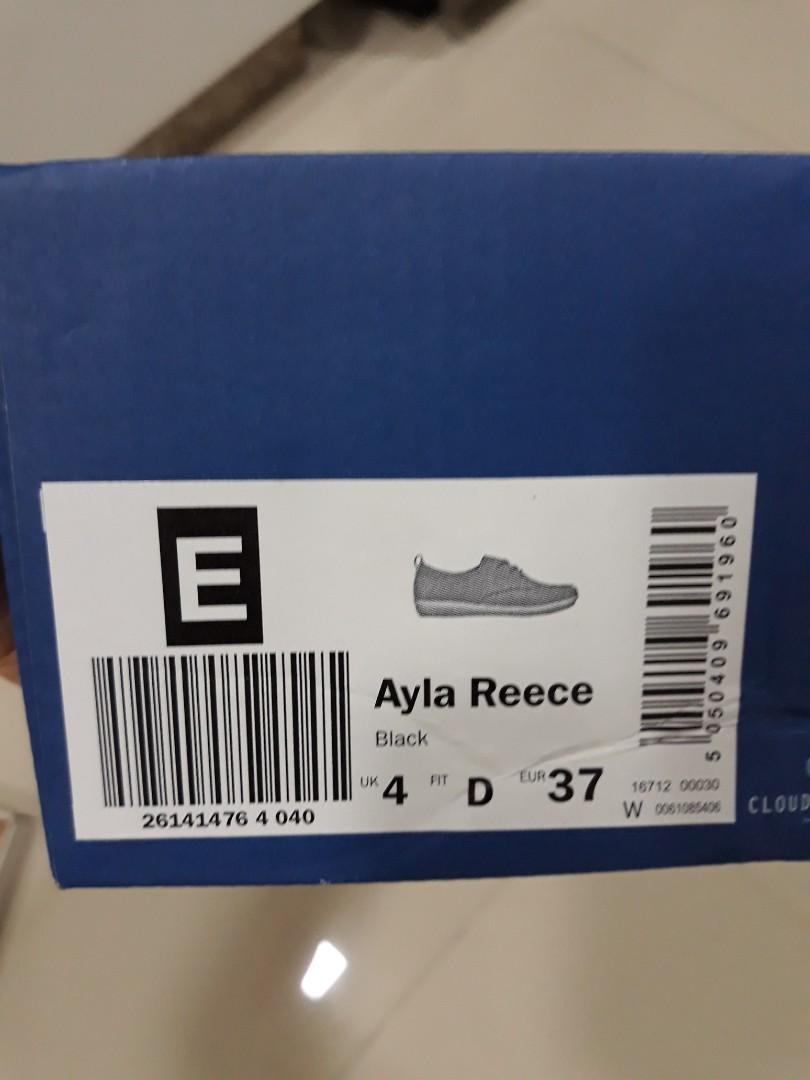 E
26141476 4 040
Ayla Reece
Black
UK 4 FIT D EUR 37
5 050409 691960
16712 00030
W 0061085406
CLOUD